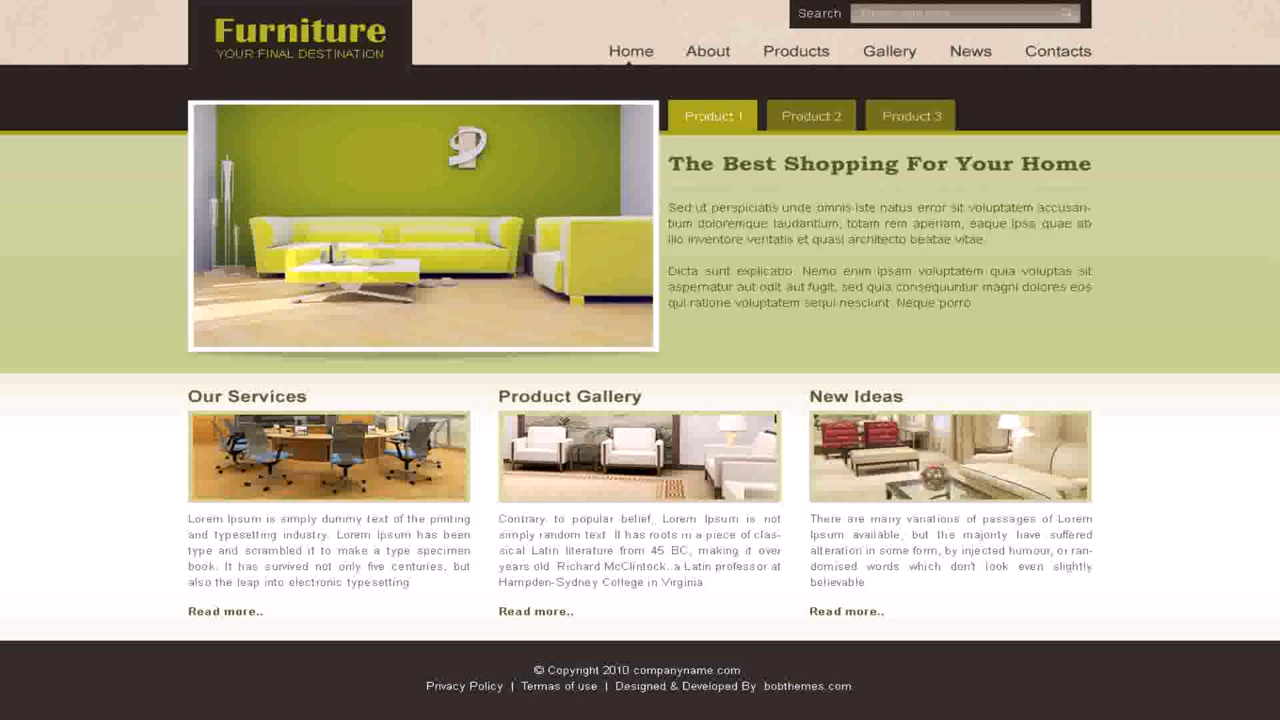 Furniture
YOUR FINAL DESTINATION
Search
Home About Products Gallery News Contacts
Product 1 Product 2 Product 3
The Best Shopping For Your Home
Sed ut perspiciatis unde omnis iste natus error sit voluptatem accusan-
tium doloremque laudantium, totam rem aperiam, eaque ipsa quae ab
illo inventore veritatis et quasi architecto beatae vitae.
Dicta sunt explicabo. Nemo enim ipsam voluptatem quia voluptas sit
aspernatur aut odit aut fugit, sed quia consequuntur magni dolores eos
qui ratione voluptatem sequi nesciunt. Neque porro
Our Services
Lorem Ipsum is simply dummy text of the printing
and typesetting industry. Lorem Ipsum has been
type and scrambled it to make a type specimen
book. It has survived not only five centuries, but
also the leap into electronic typesetting
Read more..
Product Gallery
Contrary to popular belief, Lorem Ipsum is not
simply random text. It has roots in a piece of clas-
sical Latin literature from 45 BC, making it over
years old. Richard McClintock, a Latin professor at
Hampden-Sydney College in Virginia
Read more..
New Ideas
There are many variations of passages of Lorem
Ipsum available, but the majority have suffered
alteration in some form, by injected humour, or ran-
domised words which don't look even slightly
believable
Read more..
© Copyright 2010 companyname.com
Privacy Policy | Termas of use | Designed & Developed By bobthemes.com